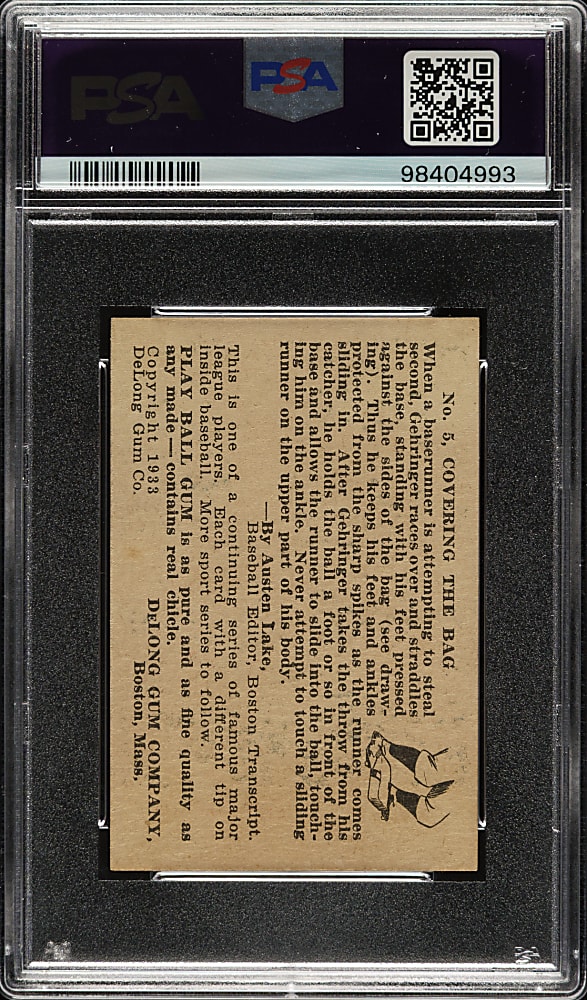 PSA
PSA
98404993
No. 5, COVERING THE BAG
When a baserunner is attempting to steal
second, Gehringer races over and straddles
the base, standing with his feet pressed
against the sides of the bag (see draw-
ing). Thus he keeps his feet and ankles
protected from the sharp spikes as the runner comes
sliding in. After Gehringer takes the throw from his
catcher, he holds the ball a foot or so in front of the
base and allows the runner to slide into the ball, touch-
ing him on the ankle. Never attempt to touch a sliding
runner on the upper part of his body.
—By Austen Lake,
Baseball Editor, Boston Transcript.
This is one of a continuing series of famous major
league players. Each card with a different tip on
inside baseball. More sport series to follow.
PLAY BALL GUM is as pure and as fine quality as
any made — contains real chicle.
Copyright 1933
DeLong Gum Co.
DeLONG GUM COMPANY,
Boston, Mass.